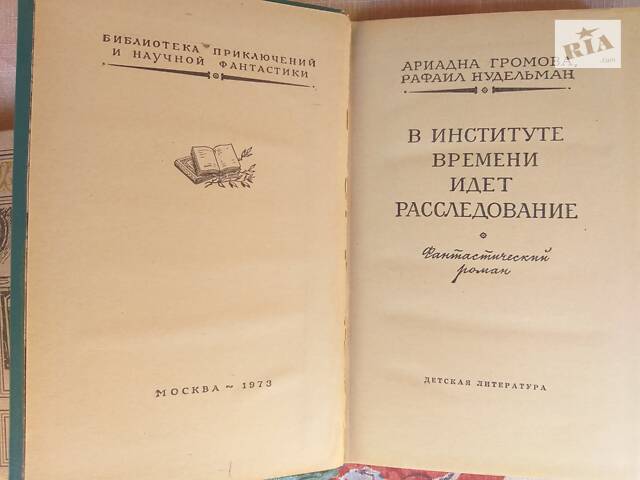 БИБЛИОТЕКА ПРИКЛЮЧЕНИЙ
И НАУЧНОЙ ФАНТАСТИКИ
МОСКВА ~ 1973
АРИАДНА ГРОМОВА,
РАФАИЛ НУДЕЛЬМАН
В ИНСТИТУТЕ
ВРЕМЕНИ
ИДЕТ
РАССЛЕДОВАНИЕ
Фантастический
роман
ДЕТСКАЯ ЛИТЕРАТУРА
RIA
.com